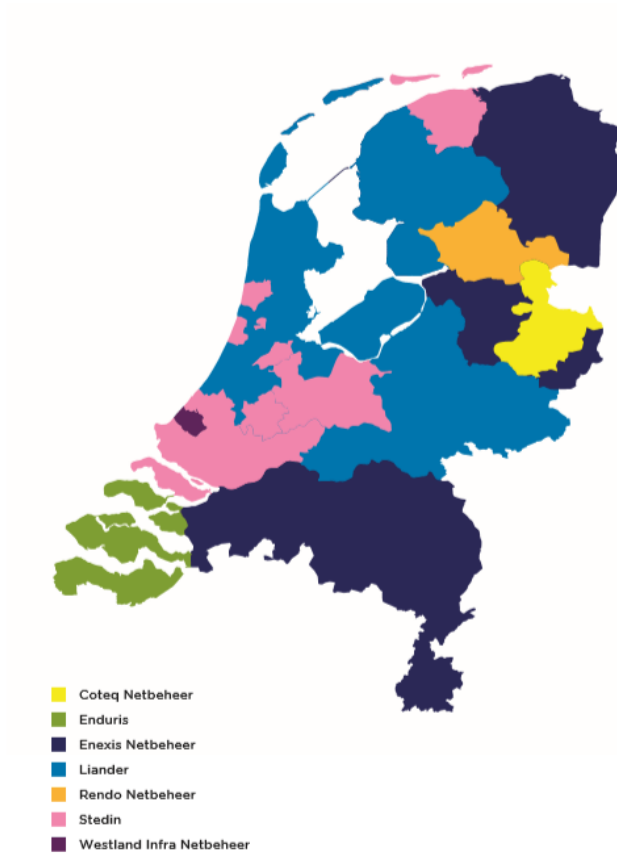 Coteq Netbeheer
Enduris
Enexis Netbeheer
Liander
Rendo Netbeheer
Stedin
Westland Infra Netbeheer